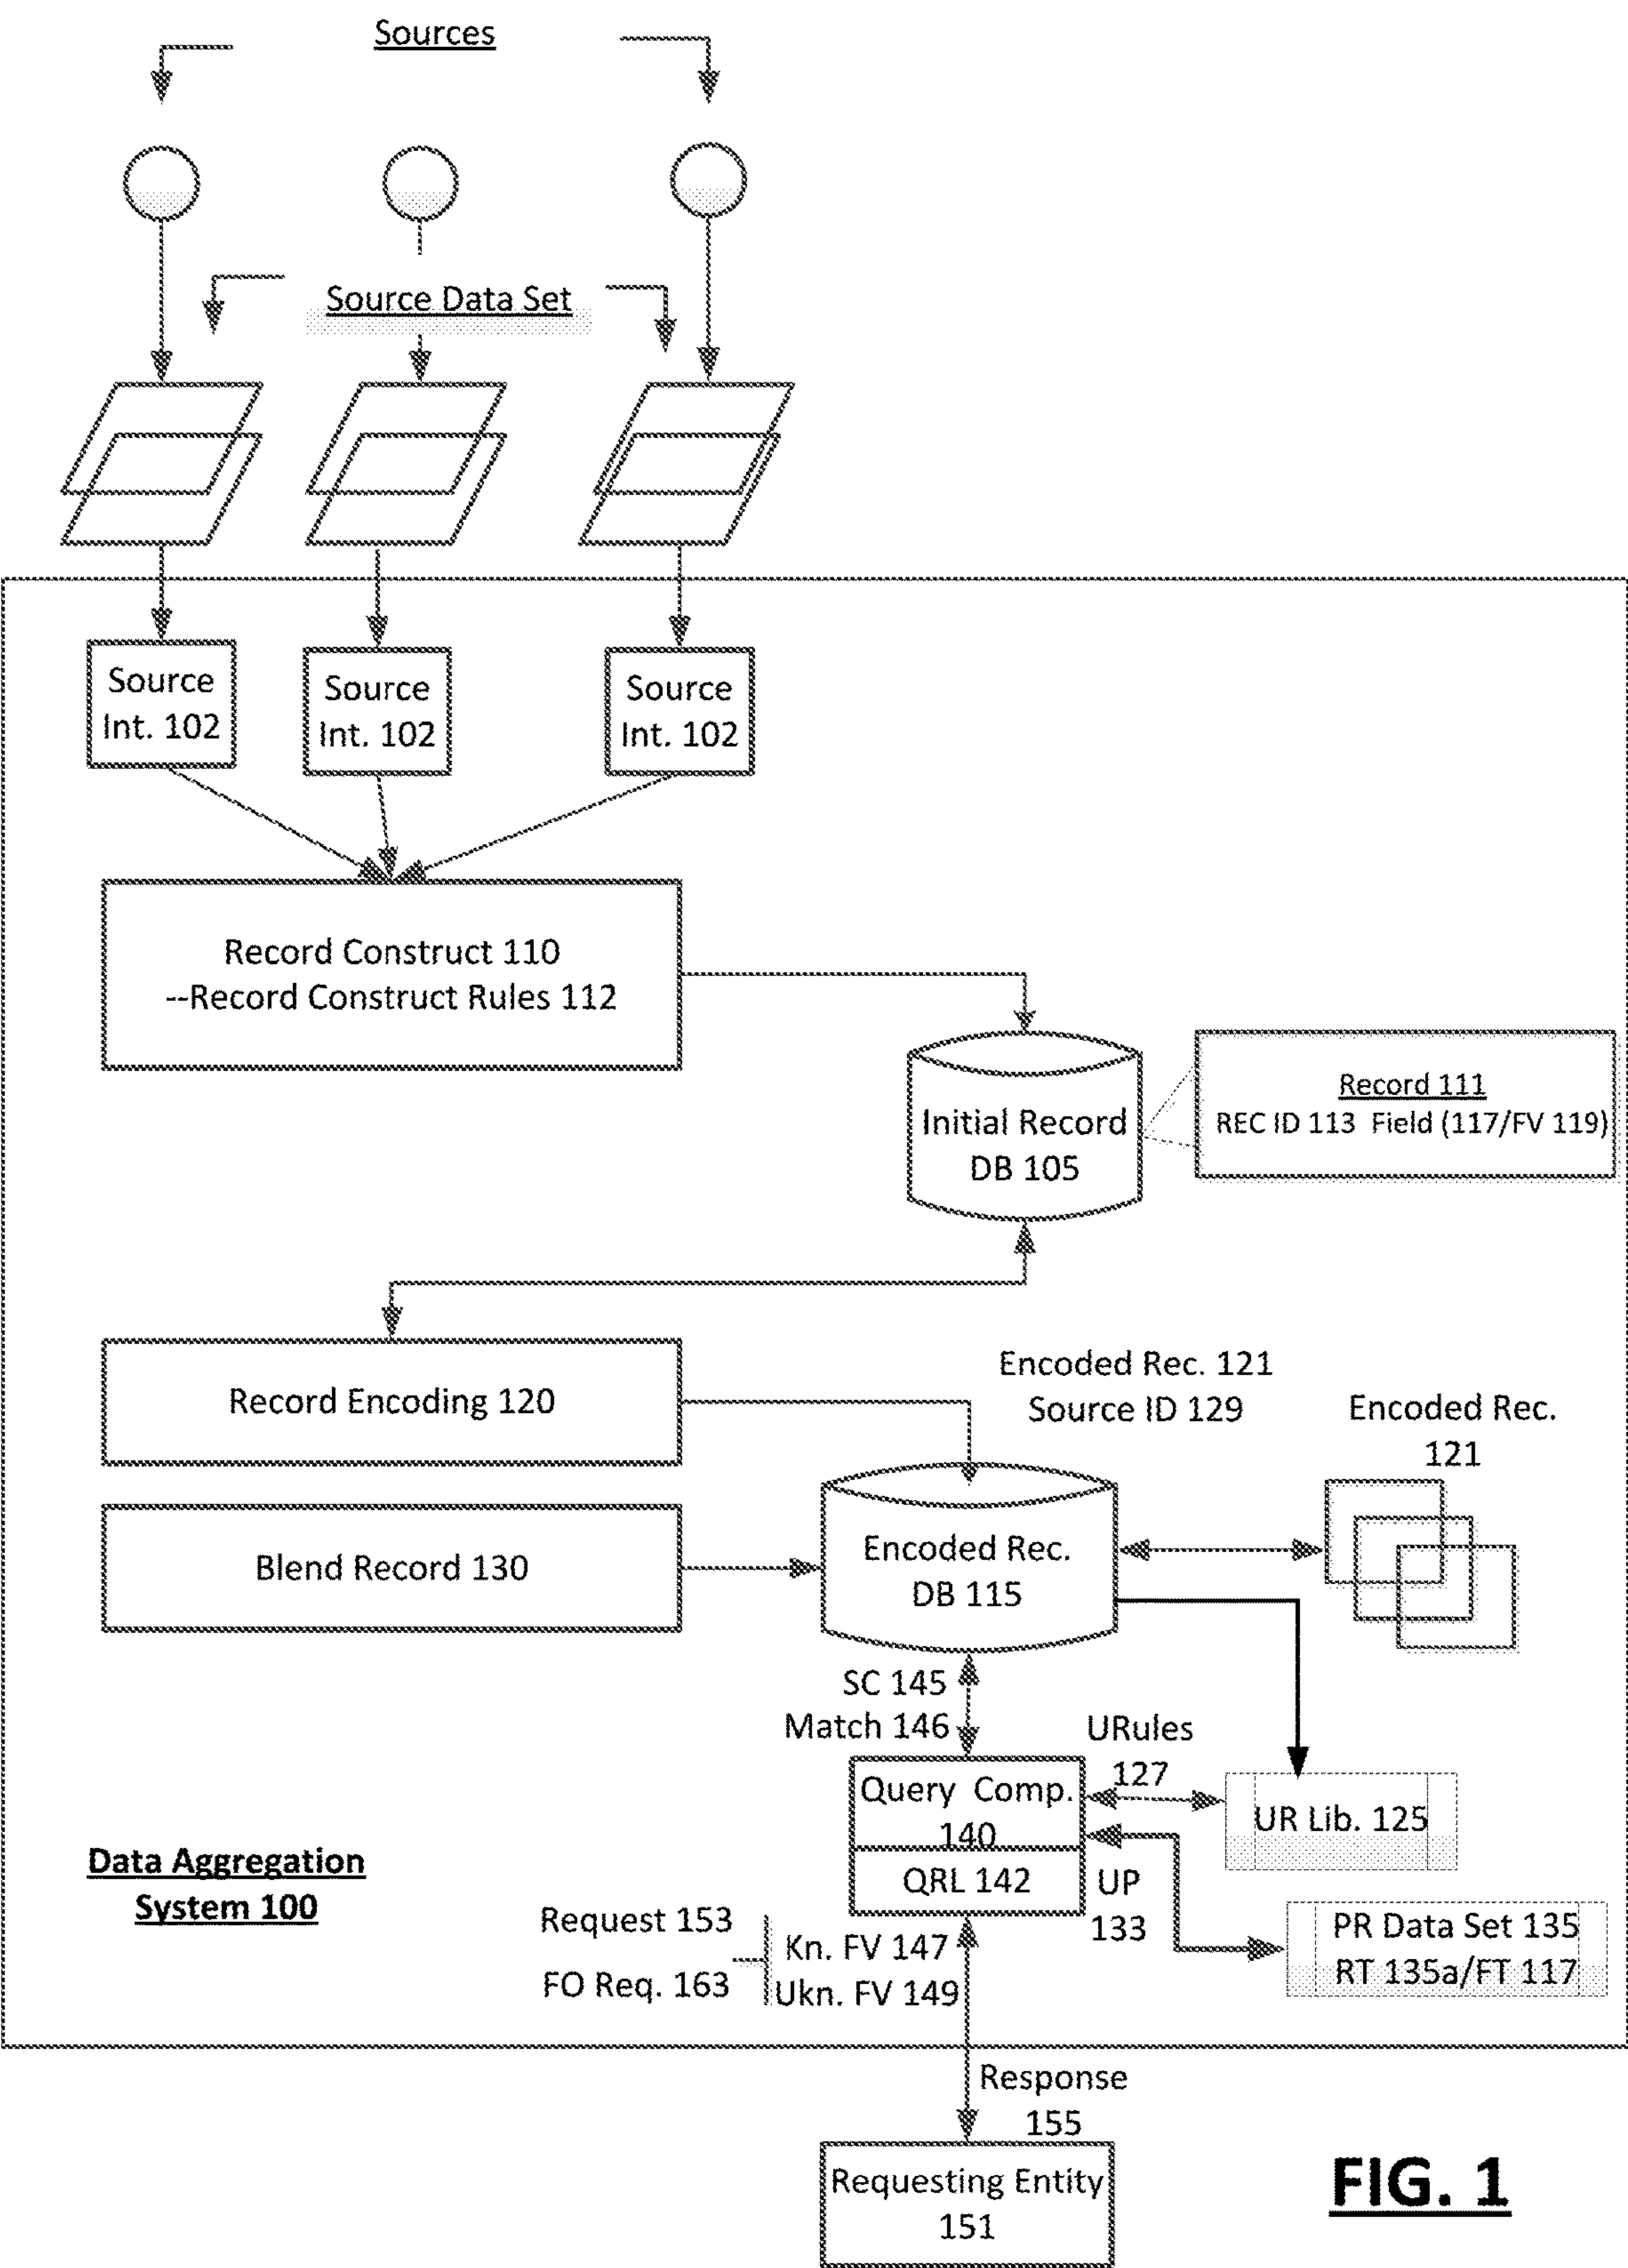 Sources
Source Data Set
Source
Int. 102
Source
Int. 102
Source
Int. 102
Record Construct 110
--Record Construct Rules 112
Initial Record
DB 105
Record 111
REC ID 113 Field (117/FV 119)
Record Encoding 120
Encoded Rec. 121
Source ID 129
Encoded Rec.
121
Blend Record 130
Encoded Rec.
DB 115
SC 145
Match 146
URules
127
Query Comp.
140
QRL 142
UR Lib. 125
UP
133
PR Data Set 135
RT 135a/FT 117
Data Aggregation
System 100
Request 153
FO Req. 163
Kn. FV 147
Ukn. FV 149
Response
155
Requesting Entity
151
FIG. 1